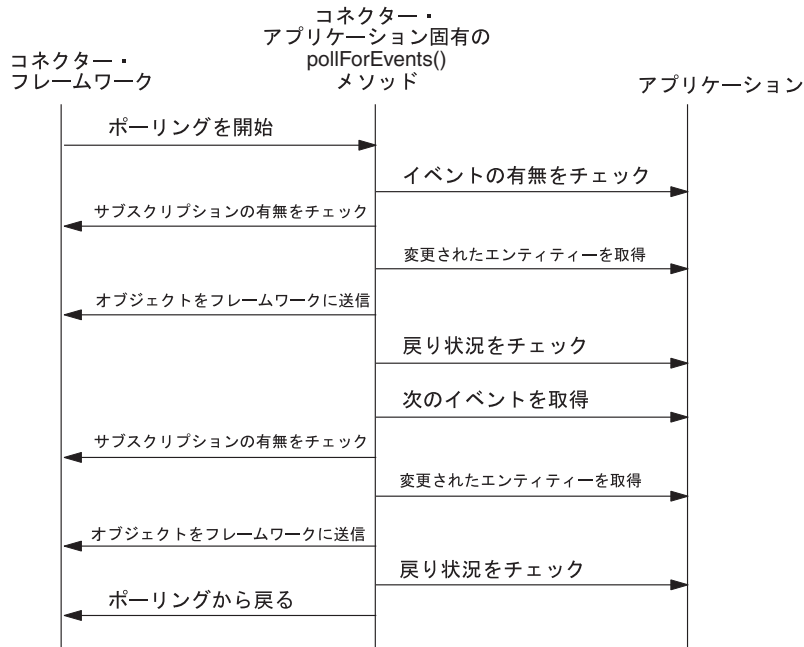 コネクター・
フレームワーク
コネクター・
アプリケーション固有の
pollForEvents()
メソッド
アプリケーション
ポーリングを開始
イベントの有無をチェック
サブスクリプションの有無をチェック
変更されたエンティティーを取得
オブジェクトをフレームワークに送信
戻り状況をチェック
次のイベントを取得
サブスクリプションの有無をチェック
変更されたエンティティーを取得
オブジェクトをフレームワークに送信
戻り状況をチェック
ポーリングから戻る